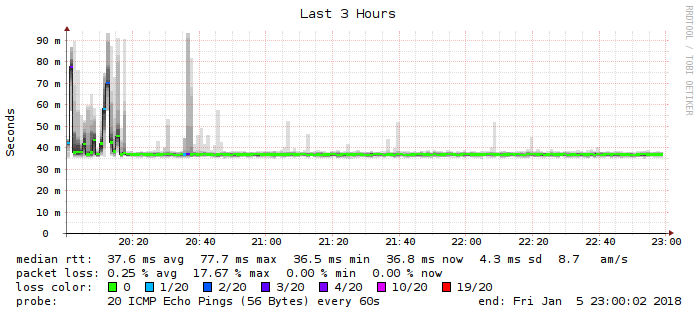 Last 3 Hours
RRDTOOL / TOBI OETIKER
Seconds
90 m
80 m
70 m
60 m
50 m
40 m
30 m
20 m
10 m
0
20:20 20:40 21:00 21:20 21:40 22:00 22:20 22:40 23:00
median rtt: 37.6 ms avg 77.7 ms max 36.5 ms min 36.8 ms now 4.3 ms sd 8.7 am/s
packet loss: 0.25 % avg 17.67 % max 0.00 % min 0.00 % now
loss color: 0 1/20 2/20 3/20 4/20 10/20 19/20
probe: 20 ICMP Echo Pings (56 Bytes) every 60s end: Fri Jan 5 23:00:02 2018